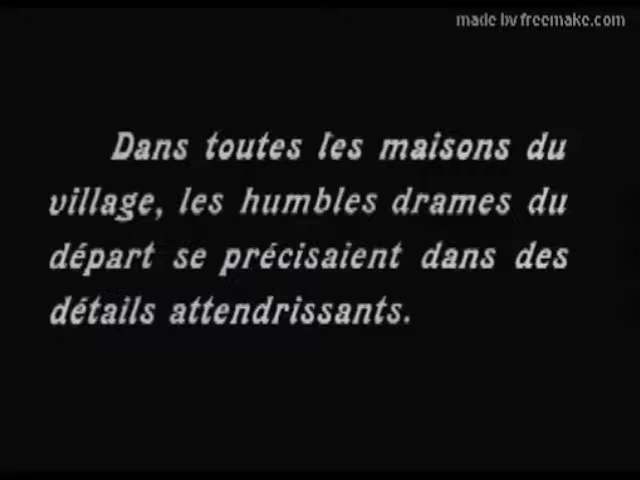 made by freemake.com
Dans toutes les maisons du
village, les humbles drames du
départ se précisaient dans des
détails attendrissants.